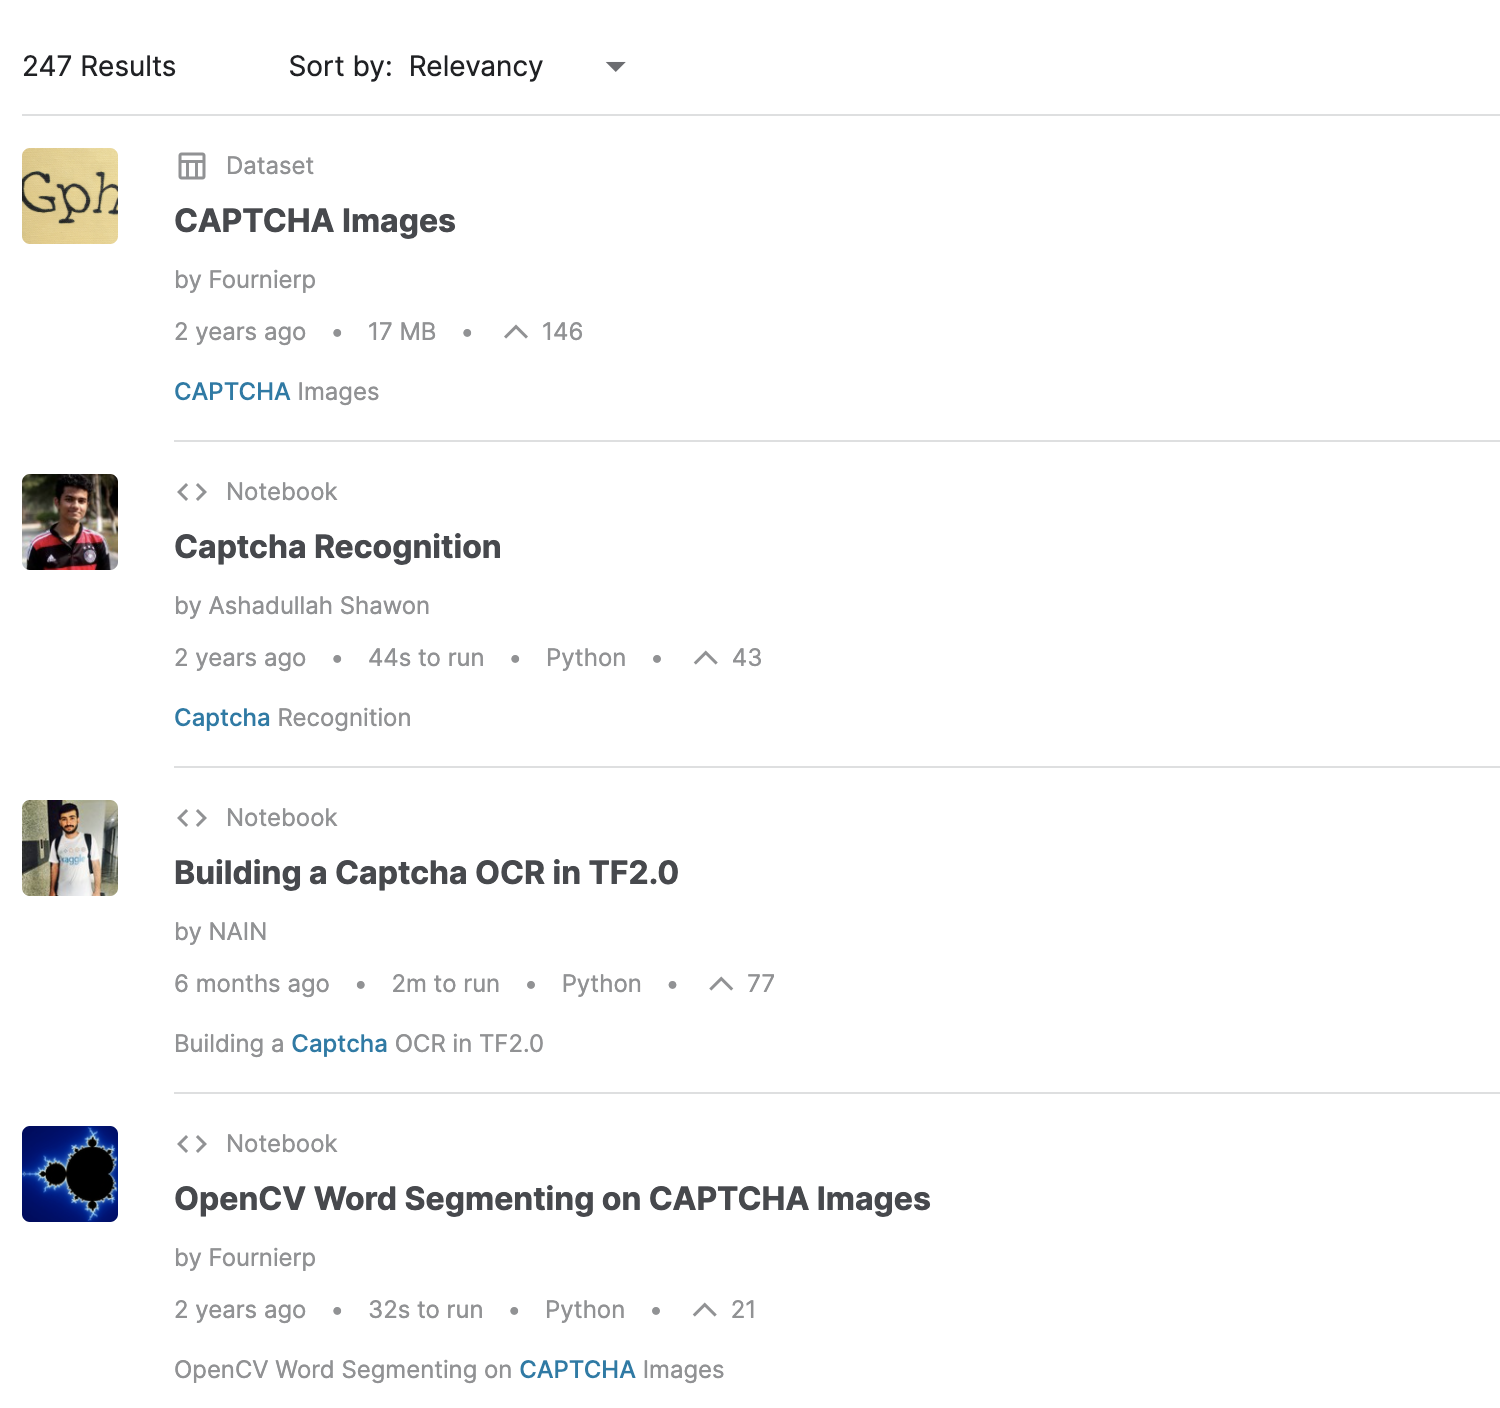 247 Results Sort by: Relevancy
Gph
Dataset
CAPTCHA Images
by Fournierp
2 years ago • 17 MB • 146
CAPTCHA Images
Notebook
Captcha Recognition
by Ashadullah Shawon
2 years ago • 44s to run • Python • 43
Captcha Recognition
Notebook
Building a Captcha OCR in TF2.0
kaggle
by NAIN
6 months ago • 2m to run • Python • 77
Building a Captcha OCR in TF2.0
Notebook
OpenCV Word Segmenting on CAPTCHA Images
by Fournierp
2 years ago • 32s to run • Python • 21
OpenCV Word Segmenting on CAPTCHA Images